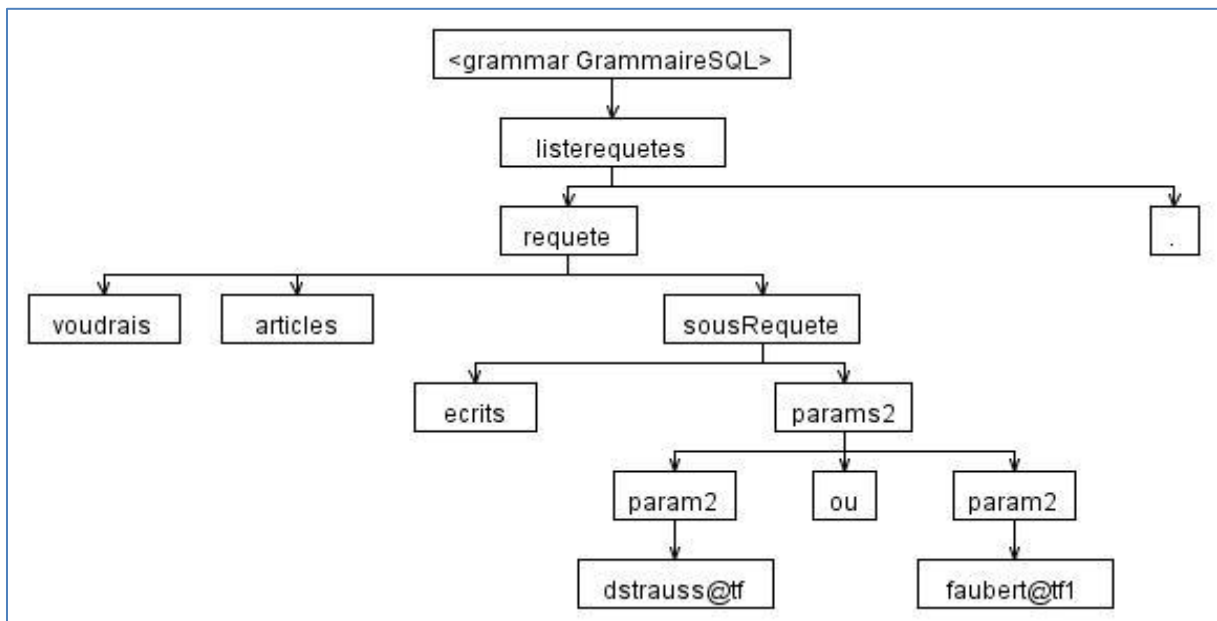 <grammar GrammaireSQL>
listerequetes
requete
.
voudrais
articles
sousRequete
ecrits
params2
param2
ou
param2
dstrauss@tf
faubert@tf1